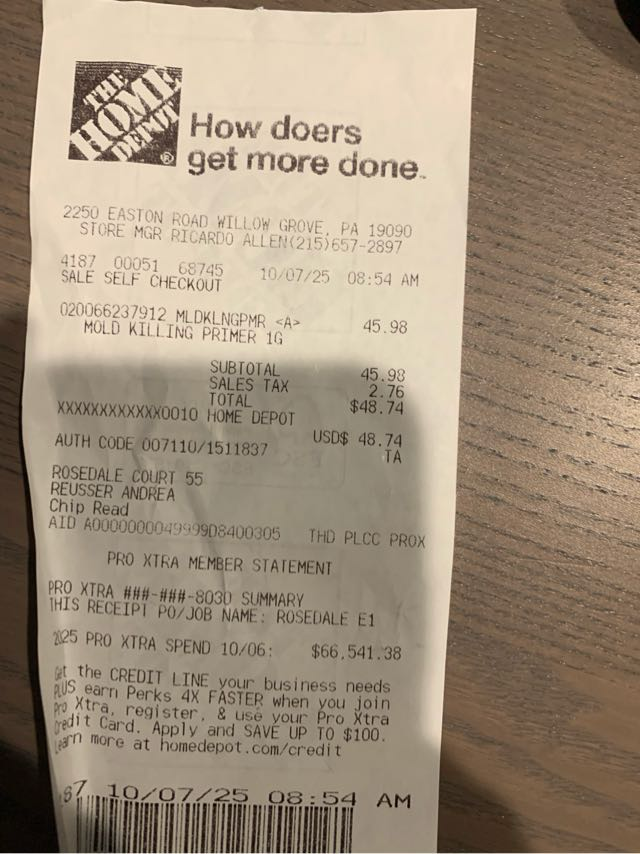 THE
HOME
DEPOT®
How doers
get more done™
2250 EASTON ROAD WILLOW GROVE, PA 19090
STORE MGR RICARDO ALLEN(215)657-2897
4187 00051 68745 10/07/25 08:54 AM
SALE SELF CHECKOUT
020066237912 MLDKLNGPMR <A> 45.98
MOLD KILLING PRIMER 1G
SUBTOTAL 45.98
SALES TAX 2.76
TOTAL $48.74
XXXXXXXXXXXX0010 HOME DEPOT
USD$ 48.74
AUTH CODE 007110/1511837 TA
ROSEDALE COURT 55
REUSSER ANDREA
Chip Read
AID A0000000049999D8400305 THD PLCC PROX
PRO XTRA MEMBER STATEMENT
PRO XTRA ###-###-8030 SUMMARY
THIS RECEIPT PO/JOB NAME: ROSEDALE E1
2025 PRO XTRA SPEND 10/06: $66,541.38
Get the CREDIT LINE your business needs
PLUS earn Perks 4X FASTER when you join
Pro Xtra, register, & use your Pro Xtra
Credit Card. Apply and SAVE UP TO $100.
Learn more at homedepot.com/credit
87 10/07/25 08:54 AM